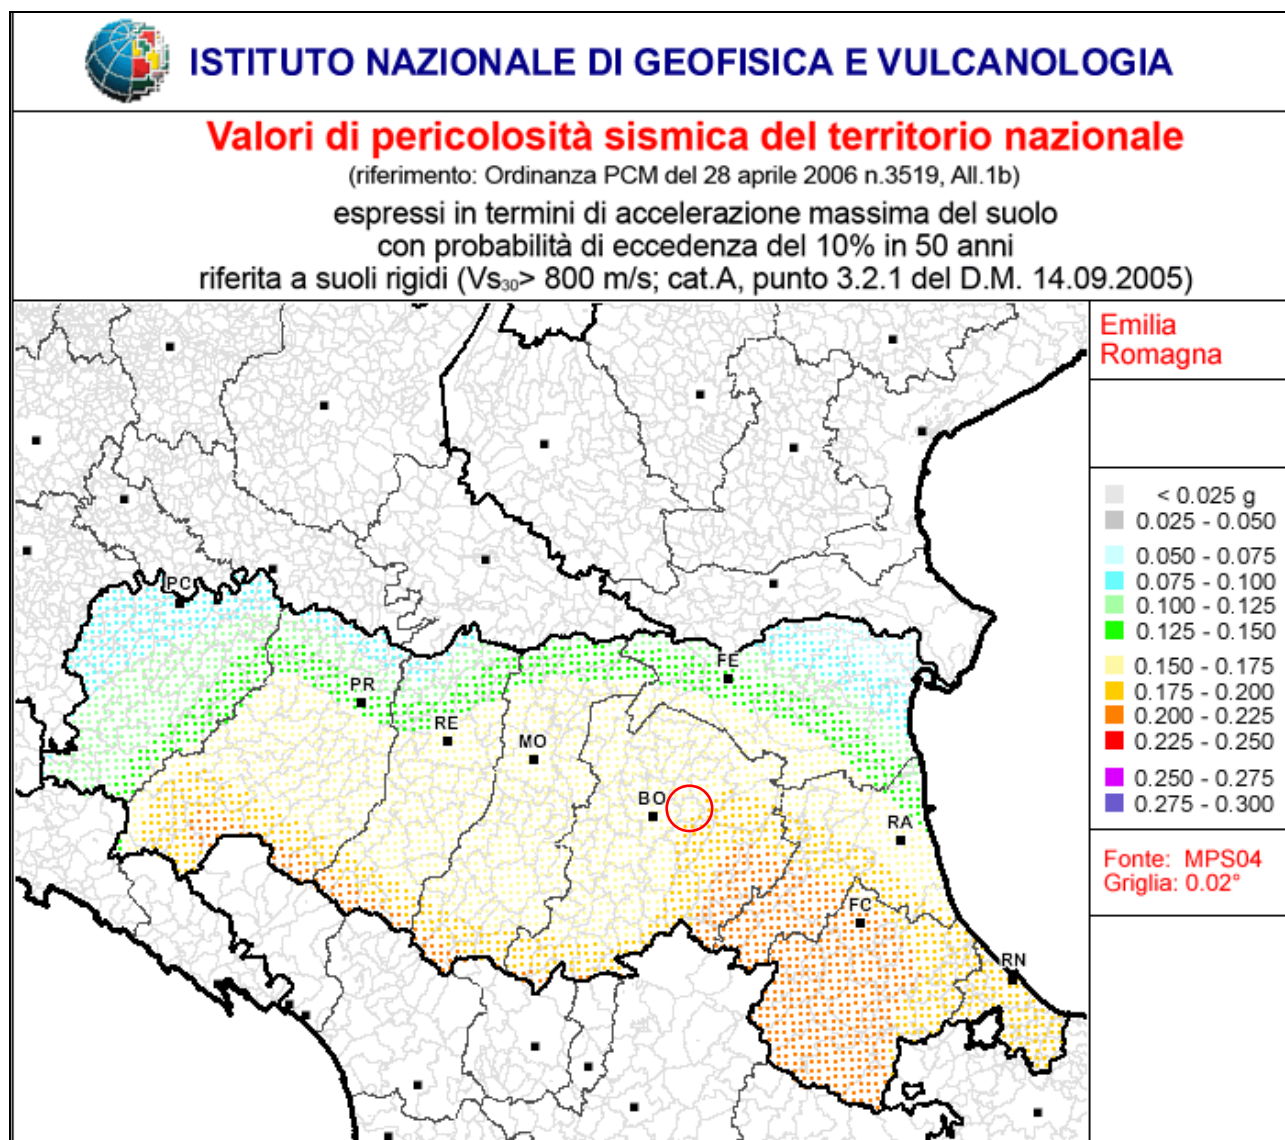 ISTITUTO NAZIONALE DI GEOFISICA E VULCANOLOGIA
Valori di pericolosità sismica del territorio nazionale
(riferimento: Ordinanza PCM del 28 aprile 2006 n.3519, All.1b)
espressi in termini di accelerazione massima del suolo
con probabilità di eccedenza del 10% in 50 anni
riferita a suoli rigidi (Vs₃₀> 800 m/s; cat.A, punto 3.2.1 del D.M. 14.09.2005)
Emilia
Romagna
< 0.025 g
0.025 - 0.050
0.050 - 0.075
0.075 - 0.100
0.100 - 0.125
0.125 - 0.150
0.150 - 0.175
0.175 - 0.200
0.200 - 0.225
0.225 - 0.250
0.250 - 0.275
0.275 - 0.300
Fonte: MPS04
Griglia: 0.02°
PC
PR
RE
MO
FE
BO
RA
FC
RN